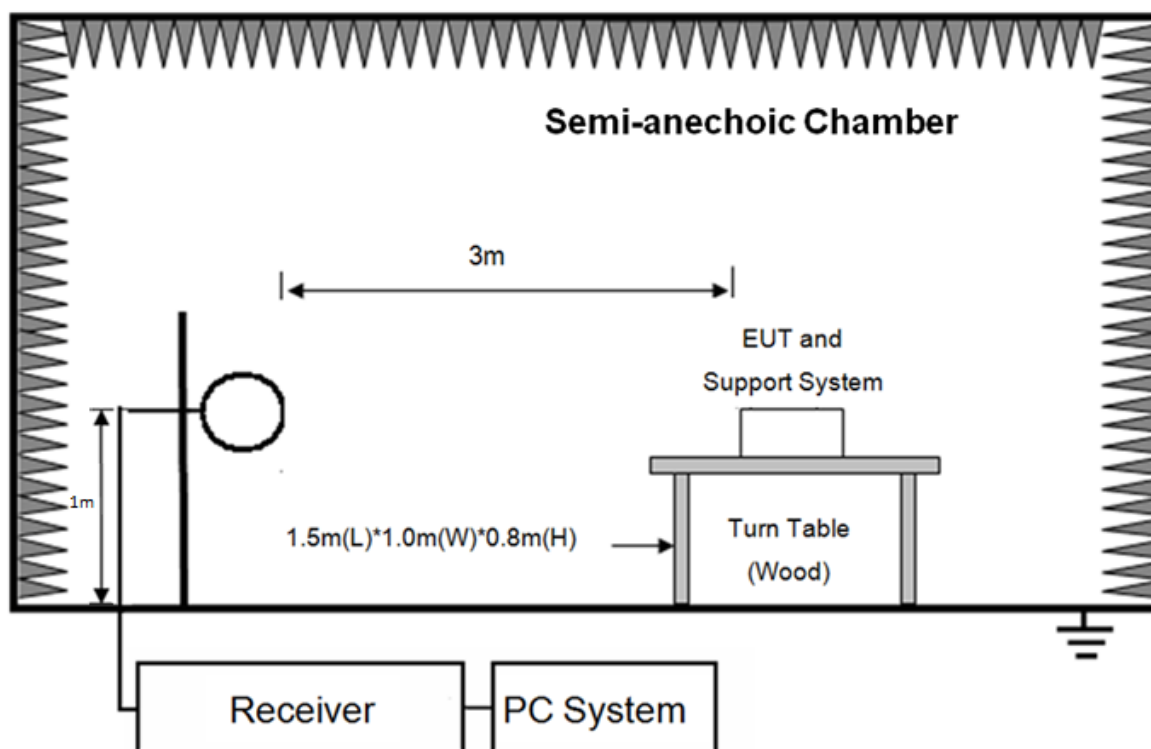 Semi-anechoic Chamber
3m
EUT and
Support System
1m
1.5m(L)*1.0m(W)*0.8m(H)
Turn Table
(Wood)
Receiver
PC System